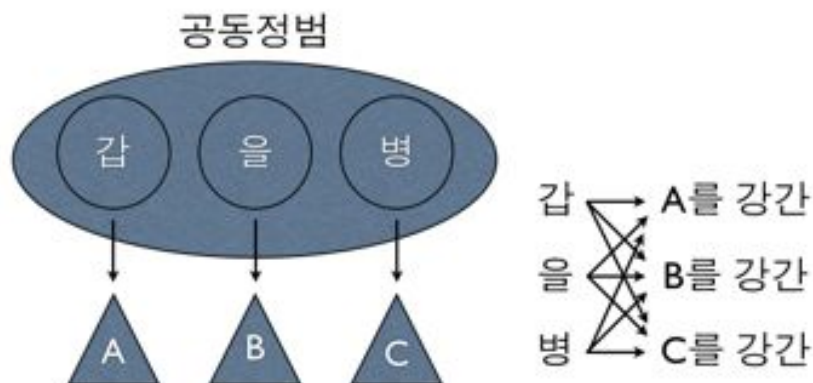 공동정범
갑 을 병
A B C
갑 A를 강간
을 B를 강간
병 C를 강간